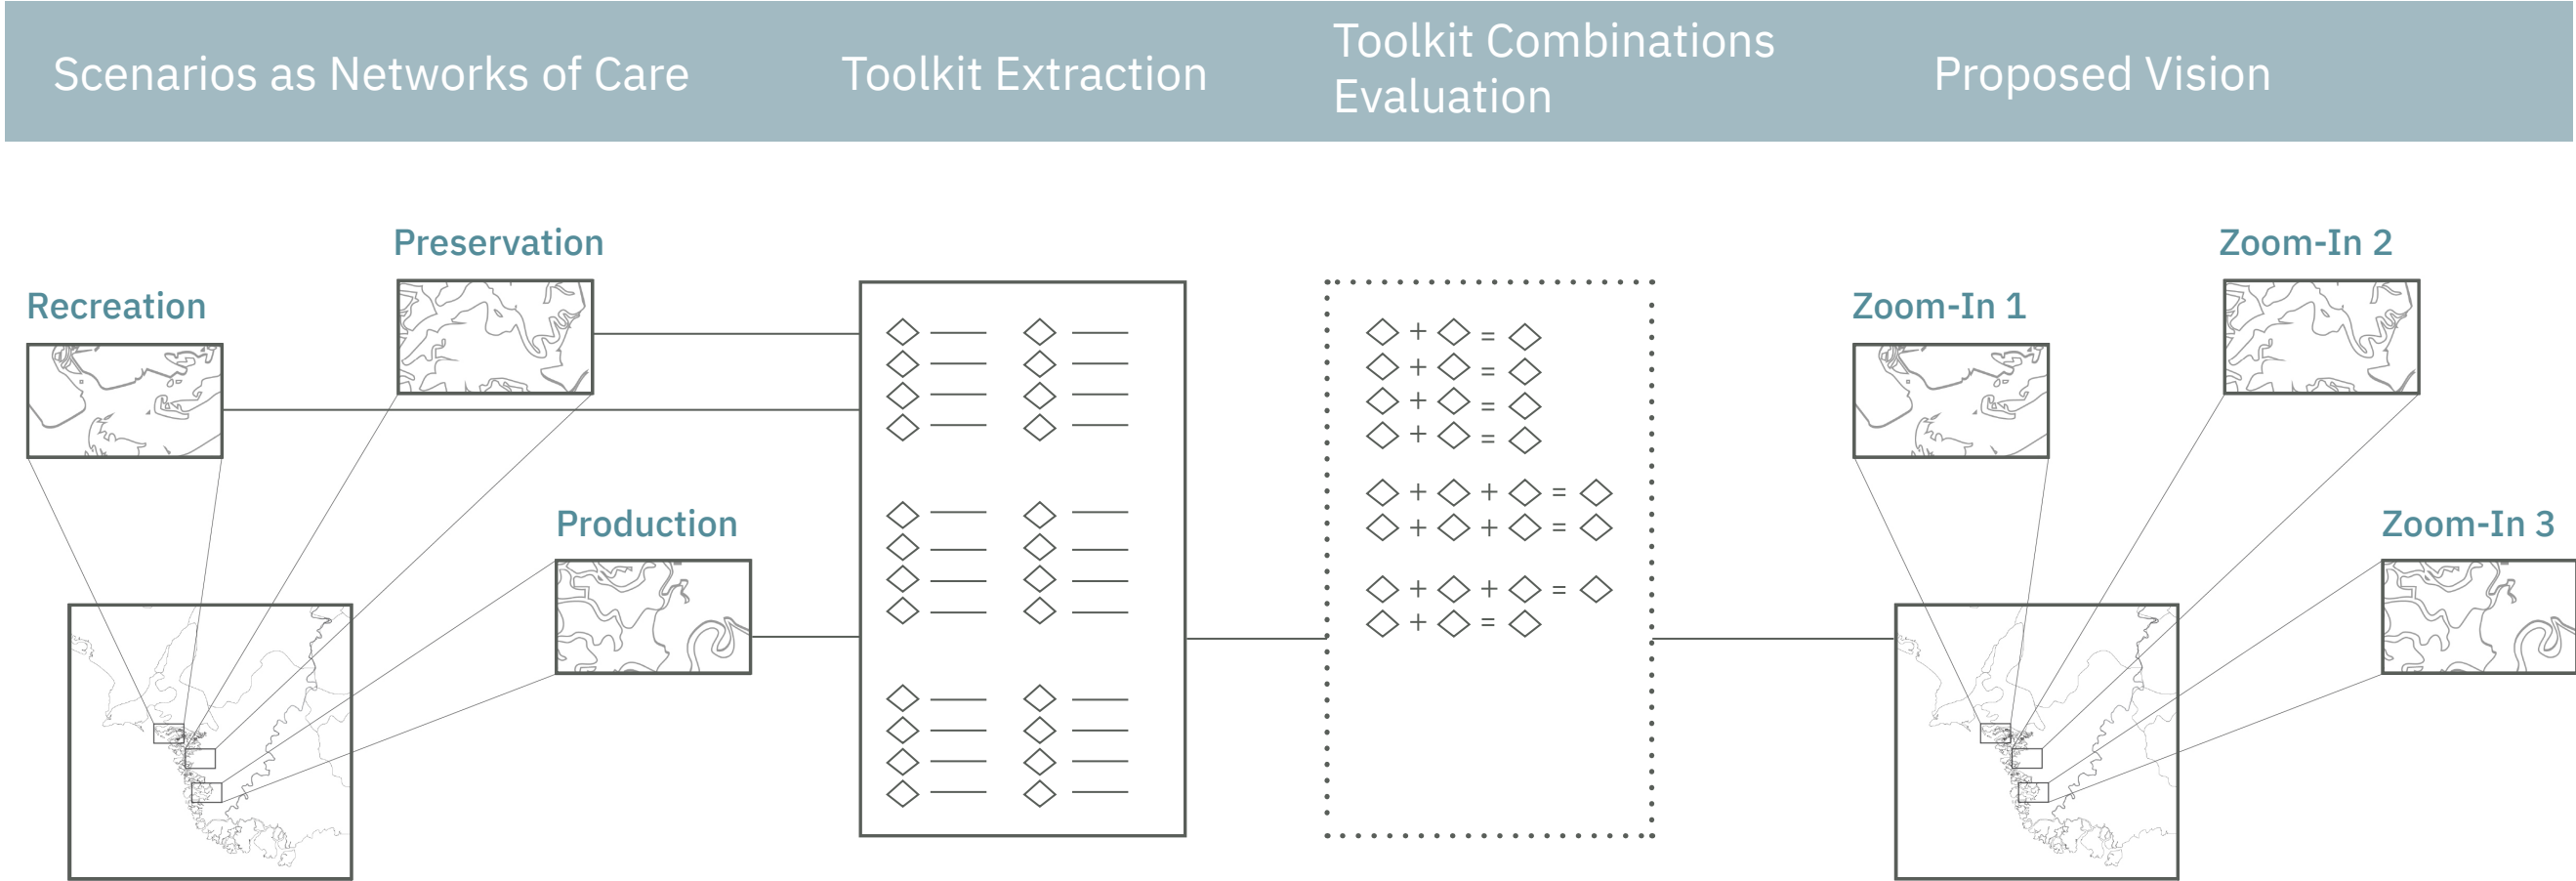 Scenarios as Networks of Care
Toolkit Extraction
Toolkit Combinations
Evaluation
Proposed Vision
Preservation
Recreation
Production
◇ + ◇ = ◇
◇ + ◇ = ◇
◇ + ◇ = ◇
◇ + ◇ = ◇
◇ + ◇ + ◇ = ◇
◇ + ◇ + ◇ = ◇
◇ + ◇ + ◇ = ◇
◇ + ◇ = ◇
Zoom-In 2
Zoom-In 1
Zoom-In 3